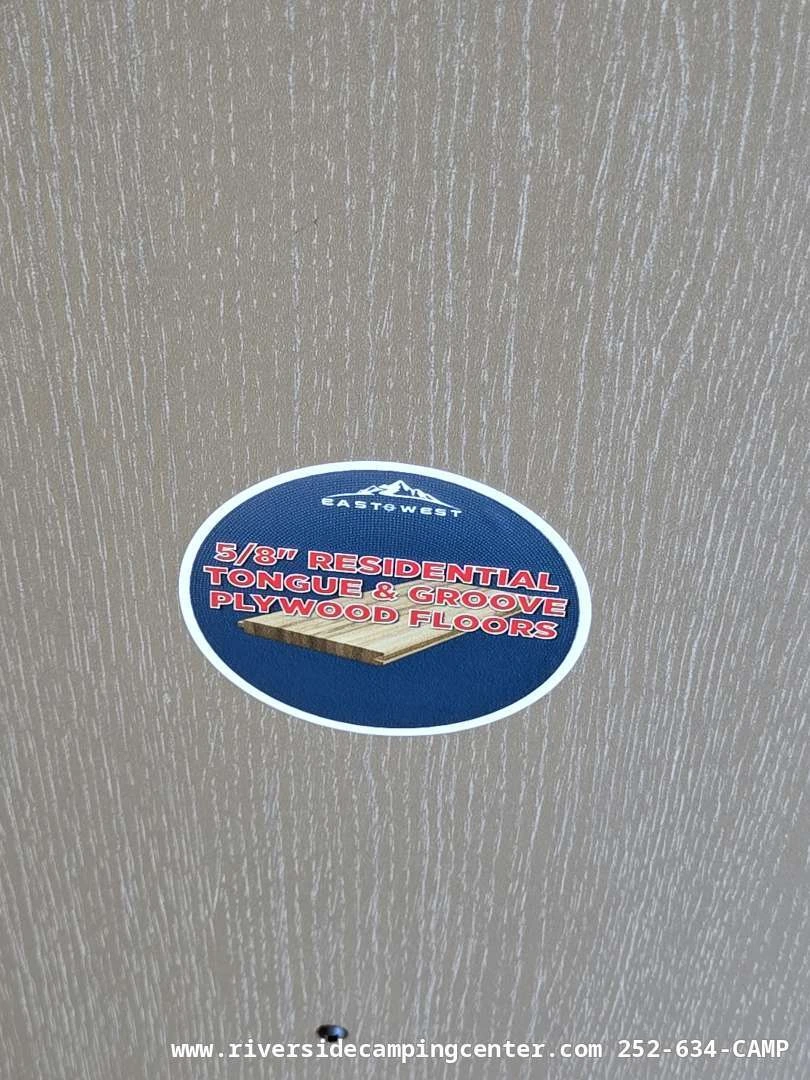 EAST TO WEST
5/8" RESIDENTIAL
TONGUE & GROOVE
PLYWOOD FLOORS
www.riversidecampingcenter.com 252-634-CAMP